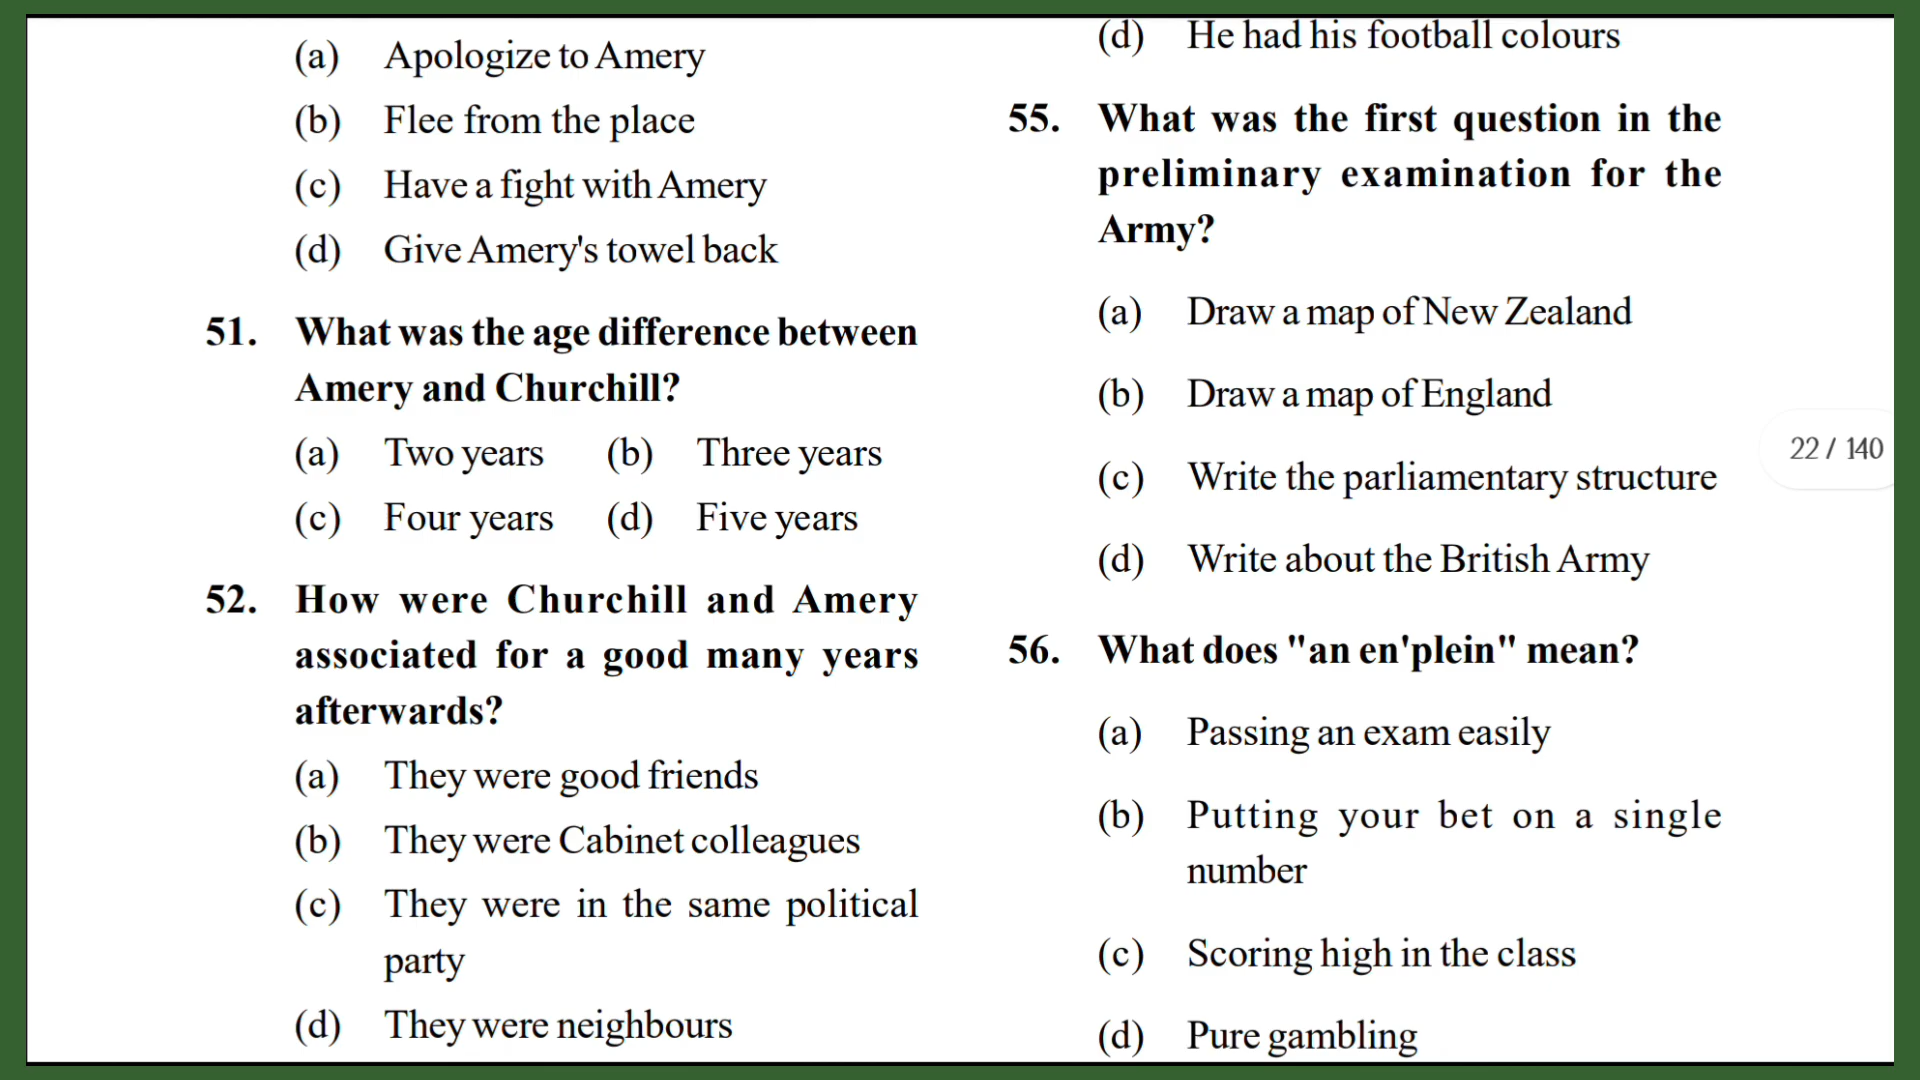 (a) Apologize to Amery
(b) Flee from the place
(c) Have a fight with Amery
(d) Give Amery's towel back
51. What was the age difference between
Amery and Churchill?
(a) Two years (b) Three years
(c) Four years (d) Five years
52. How were Churchill and Amery
associated for a good many years
afterwards?
(a) They were good friends
(b) They were Cabinet colleagues
(c) They were in the same political
party
(d) They were neighbours
(d) He had his football colours
55. What was the first question in the
preliminary examination for the
Army?
(a) Draw a map of New Zealand
(b) Draw a map of England
(c) Write the parliamentary structure
(d) Write about the British Army
56. What does "an en'plein" mean?
(a) Passing an exam easily
(b) Putting your bet on a single
number
(c) Scoring high in the class
(d) Pure gambling
22 / 140